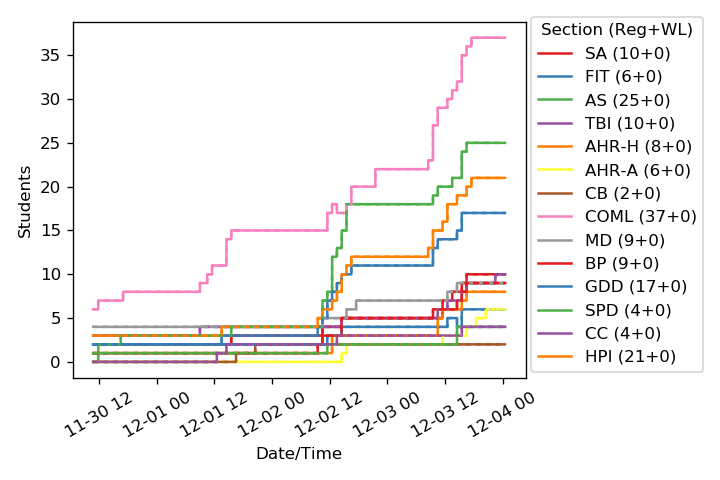 Section (Reg+WL)
SA (10+0)
FIT (6+0)
AS (25+0)
TBI (10+0)
AHR-H (8+0)
AHR-A (6+0)
CB (2+0)
COML (37+0)
MD (9+0)
BP (9+0)
GDD (17+0)
SPD (4+0)
CC (4+0)
HPI (21+0)
Students
35
30
25
20
15
10
5
0
11-30 12
12-01 00
12-01 12
12-02 00
12-02 12
12-03 00
12-03 12
12-04 00
Date/Time